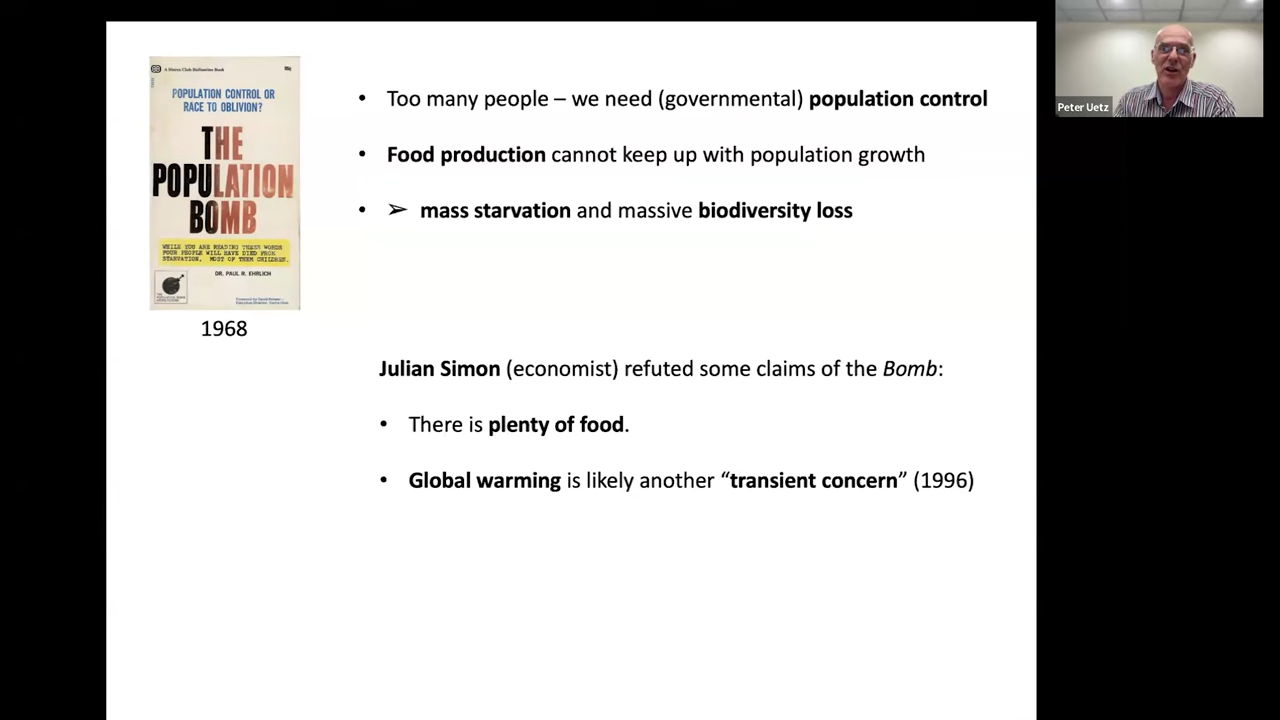 A Sierra Club-Ballantine Book
95¢
POPULATION CONTROL OR
RACE TO OBLIVION?
THE
POPULATION
BOMB
WHILE YOU ARE READING THESE WORDS
FOUR PEOPLE WILL HAVE DIED FROM
STARVATION. MOST OF THEM CHILDREN.
DR. PAUL R. EHRLICH
1968
• Too many people – we need (governmental) population control
• Food production cannot keep up with population growth
• ➢ mass starvation and massive biodiversity loss
Julian Simon (economist) refuted some claims of the Bomb:
• There is plenty of food.
• Global warming is likely another “transient concern” (1996)
Peter Uetz